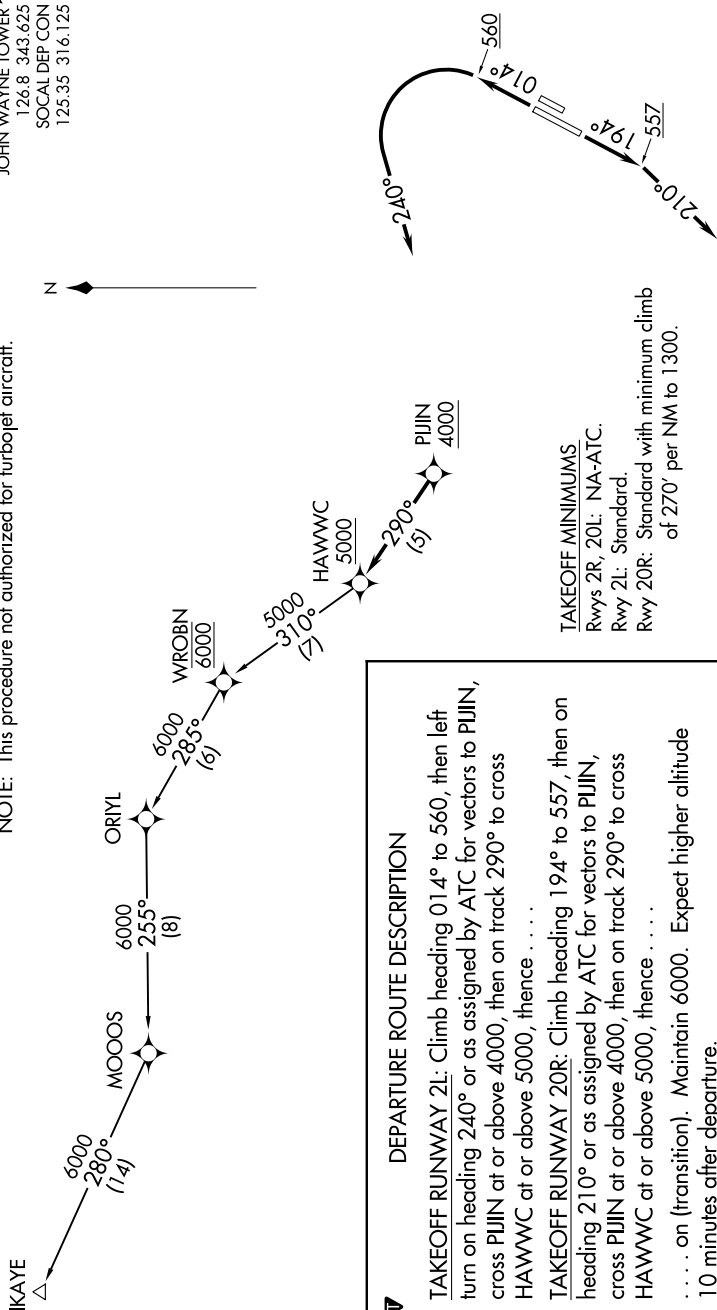 NOTE: This procedure not authorized for turbojet aircraft.
JOHN WAYNE TOWER
126.8 343.625
SOCAL DEP CON
125.35 316.125
N
IKAYE
6000
280°
(14)
MOOOS
6000
255°
(8)
ORIYL
6000
285°
(6)
WROBN
6000
5000
310°
(7)
HAWWC
5000
290°
(5)
PIJIN
4000
240°
560
014°
194°
557
210°
TAKEOFF MINIMUMS
Rwys 2R, 20L: NA-ATC.
Rwy 2L: Standard.
Rwy 20R: Standard with minimum climb
of 270' per NM to 1300.
DEPARTURE ROUTE DESCRIPTION
TAKEOFF RUNWAY 2L: Climb heading 014° to 560, then left
turn on heading 240° or as assigned by ATC for vectors to PIJIN,
cross PIJIN at or above 4000, then on track 290° to cross
HAWWC at or above 5000, thence . . . .
TAKEOFF RUNWAY 20R: Climb heading 194° to 557, then on
heading 210° or as assigned by ATC for vectors to PIJIN,
cross PIJIN at or above 4000, then on track 290° to cross
HAWWC at or above 5000, thence . . . .
. . . . on (transition). Maintain 6000. Expect higher altitude
10 minutes after departure.